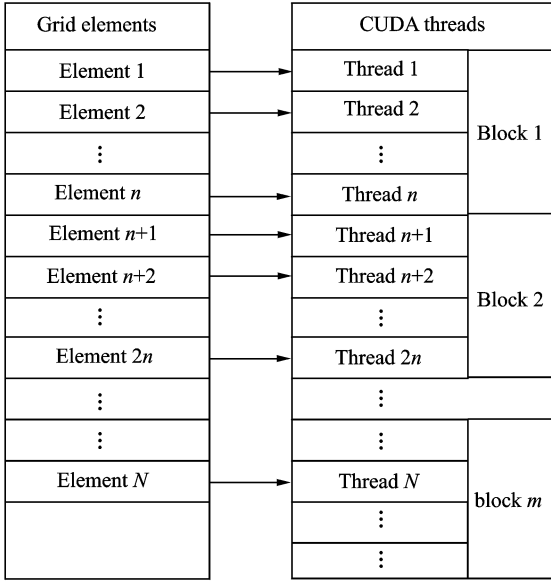 Grid elements
CUDA threads
Element 1
Thread 1
Element 2
Thread 2
Block 1
⋮
⋮
Element n
Thread n
Element n+1
Thread n+1
Element n+2
Thread n+2
Block 2
⋮
⋮
Element 2n
Thread 2n
⋮
⋮
⋮
⋮
Element N
Thread N
block m
⋮
⋮